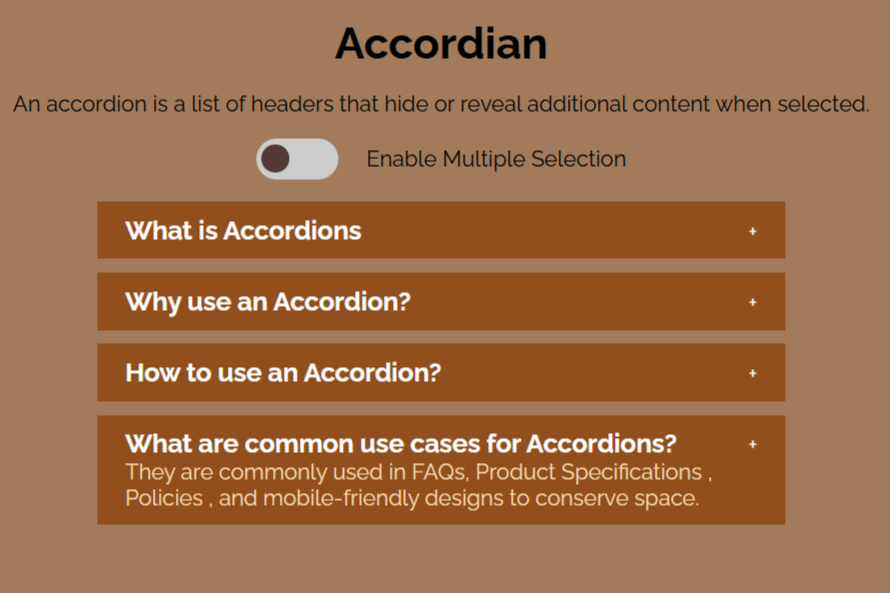 Accordian
An accordion is a list of headers that hide or reveal additional content when selected.
Enable Multiple Selection
What is Accordions +
Why use an Accordion? +
How to use an Accordion? +
What are common use cases for Accordions? +
They are commonly used in FAQs, Product Specifications ,
Policies , and mobile-friendly designs to conserve space.